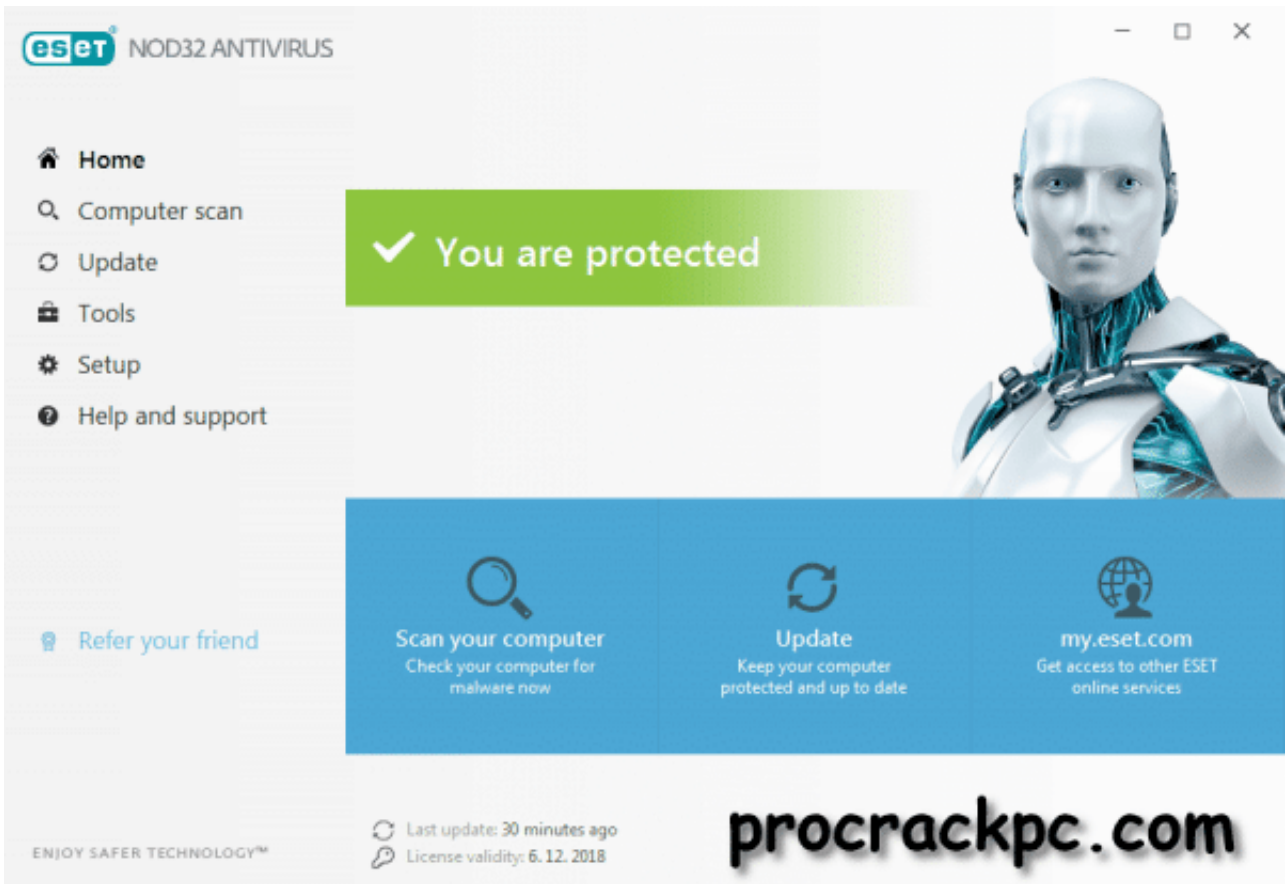 eset® NOD32 ANTIVIRUS
Home
Computer scan
Update
Tools
Setup
Help and support
Refer your friend
ENJOY SAFER TECHNOLOGY™
You are protected
Scan your computer
Check your computer for
malware now
Update
Keep your computer
protected and up to date
my.eset.com
Get access to other ESET
online services
Last update: 30 minutes ago
License validity: 6. 12. 2018
procrackpc.com